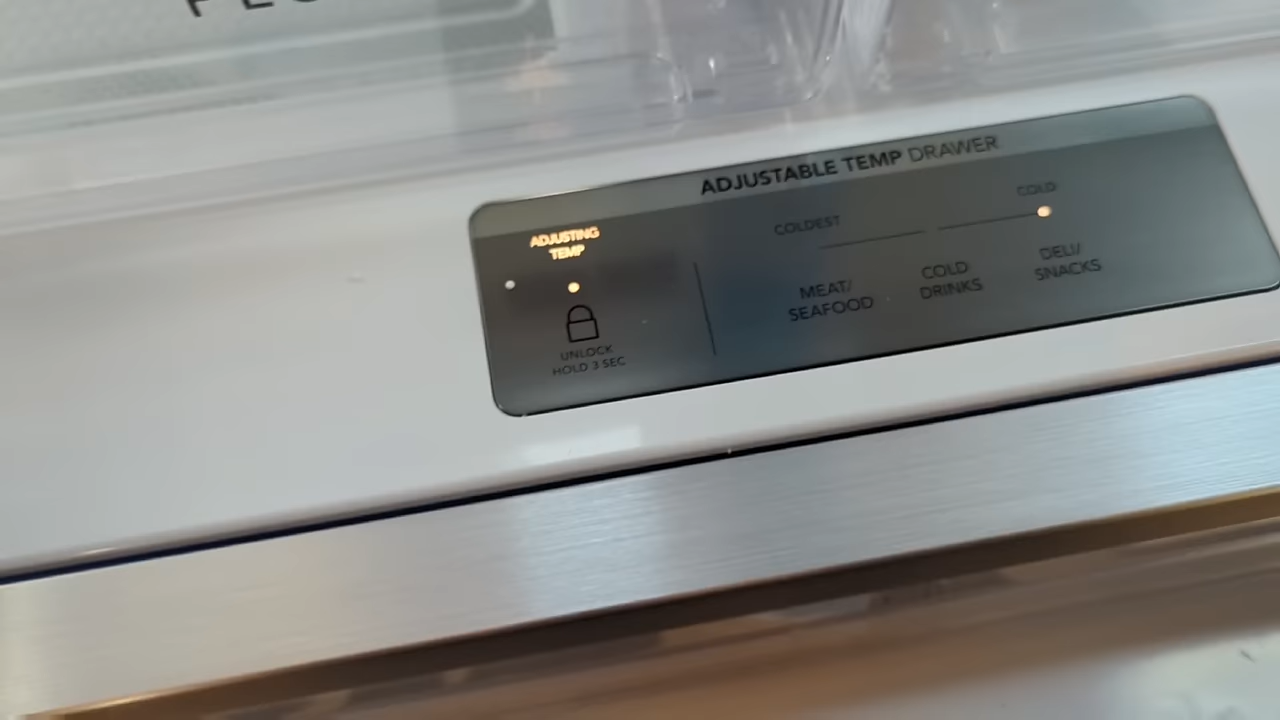 ADJUSTABLE TEMP DRAWER
ADJUSTING
TEMP
UNLOCK
HOLD 3 SEC
COLDEST
COLD
MEAT/
SEAFOOD
COLD
DRINKS
DELI/
SNACKS